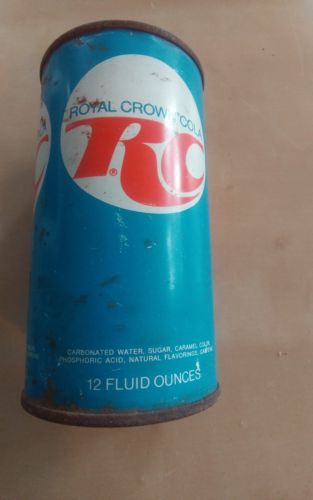 "ROYAL CROWN" COLA
RC®
CARBONATED WATER, SUGAR, CARAMEL COLOR,
PHOSPHORIC ACID, NATURAL FLAVORINGS, CAFFEINE
12 FLUID OUNCES